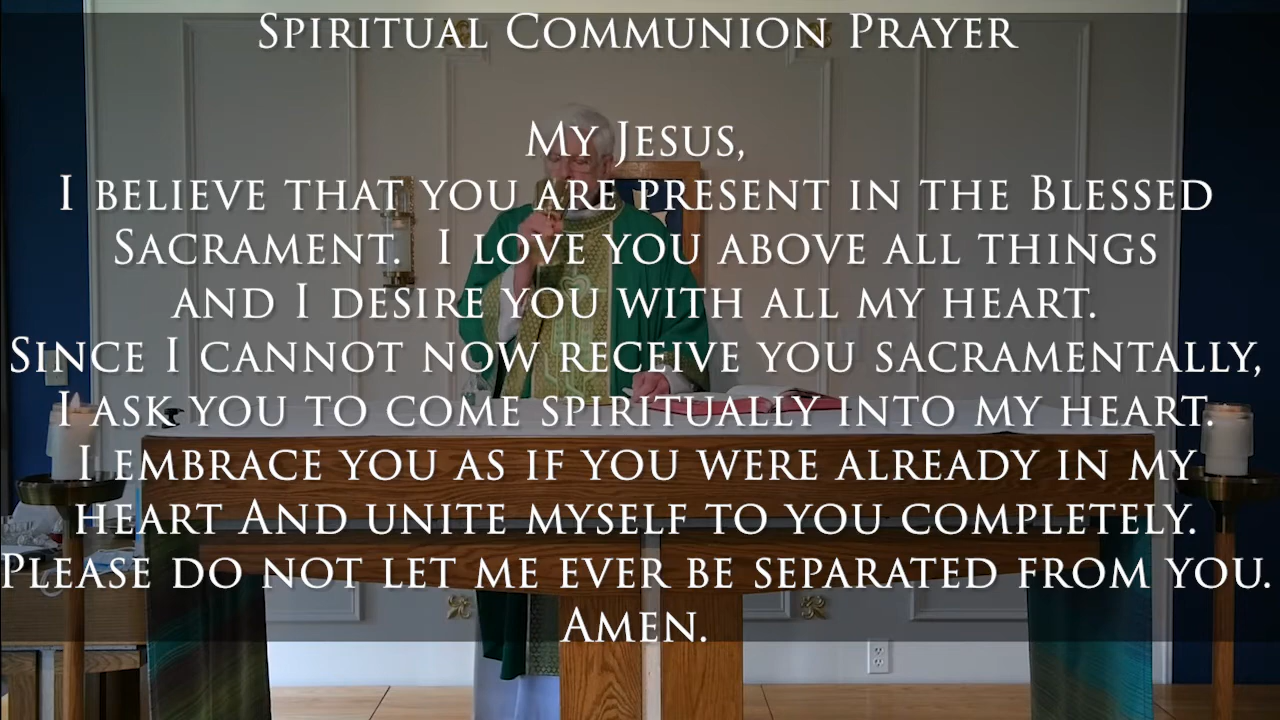 Spiritual Communion Prayer
My Jesus,
I believe that you are present in the Blessed
Sacrament. I love you above all things
and I desire you with all my heart.
Since I cannot now receive you sacramentally,
I ask you to come spiritually into my heart.
I embrace you as if you were already in my
heart And unite myself to you completely.
Please do not let me ever be separated from you.
Amen.